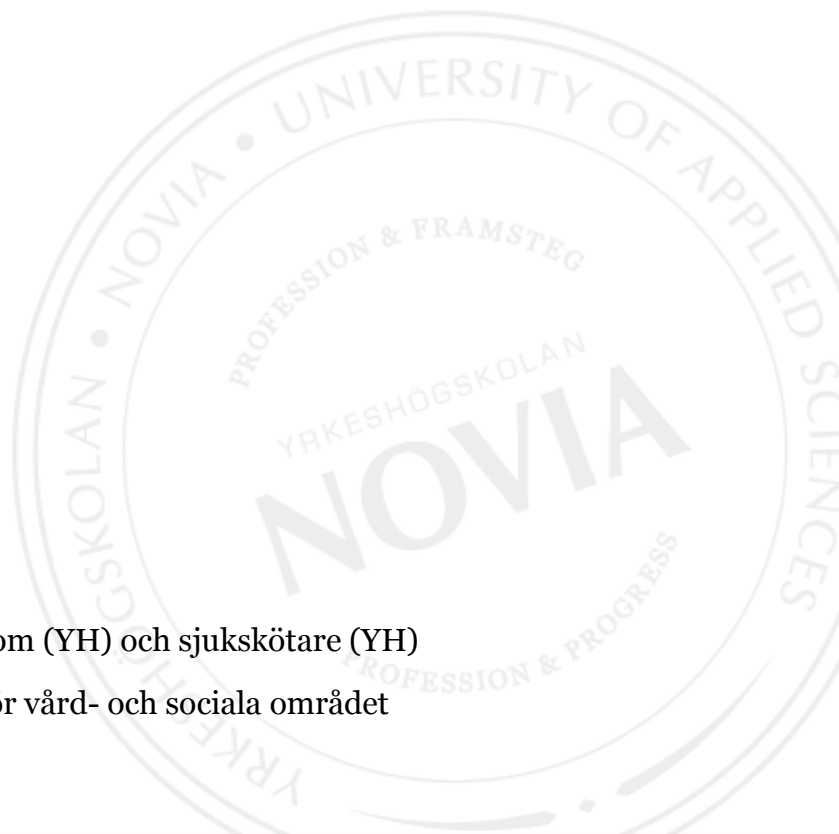 UNIVERSITY OF APPLIED SCIENCES
YRKESHÖGSKOLAN • NOVIA •
PROFESSION & FRAMSTEG
YRKESHÖGSKOLAN
NOVIA
PROFESSION & PROGRESS
om (YH) och sjukskötare (YH)
r vård- och sociala området